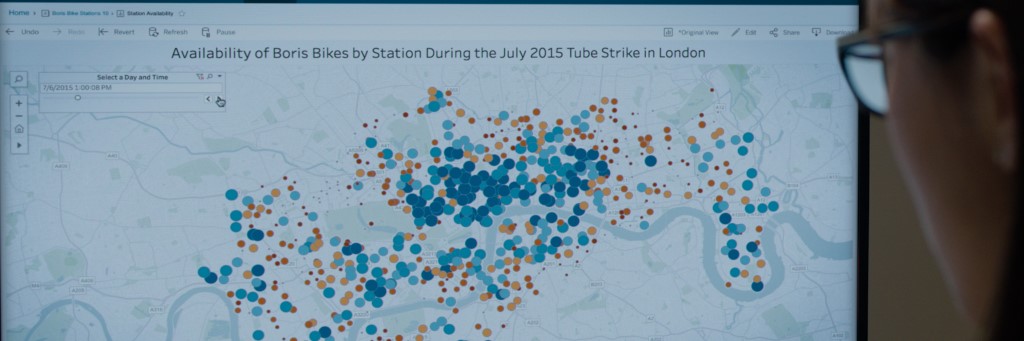 Home › Boris Bike Stations 10 › Station Availability
Undo Redo Revert Refresh Pause
*Original View Edit Share Download
Availability of Boris Bikes by Station During the July 2015 Tube Strike in London
Select a Day and Time
7/6/2015 1:00:08 PM